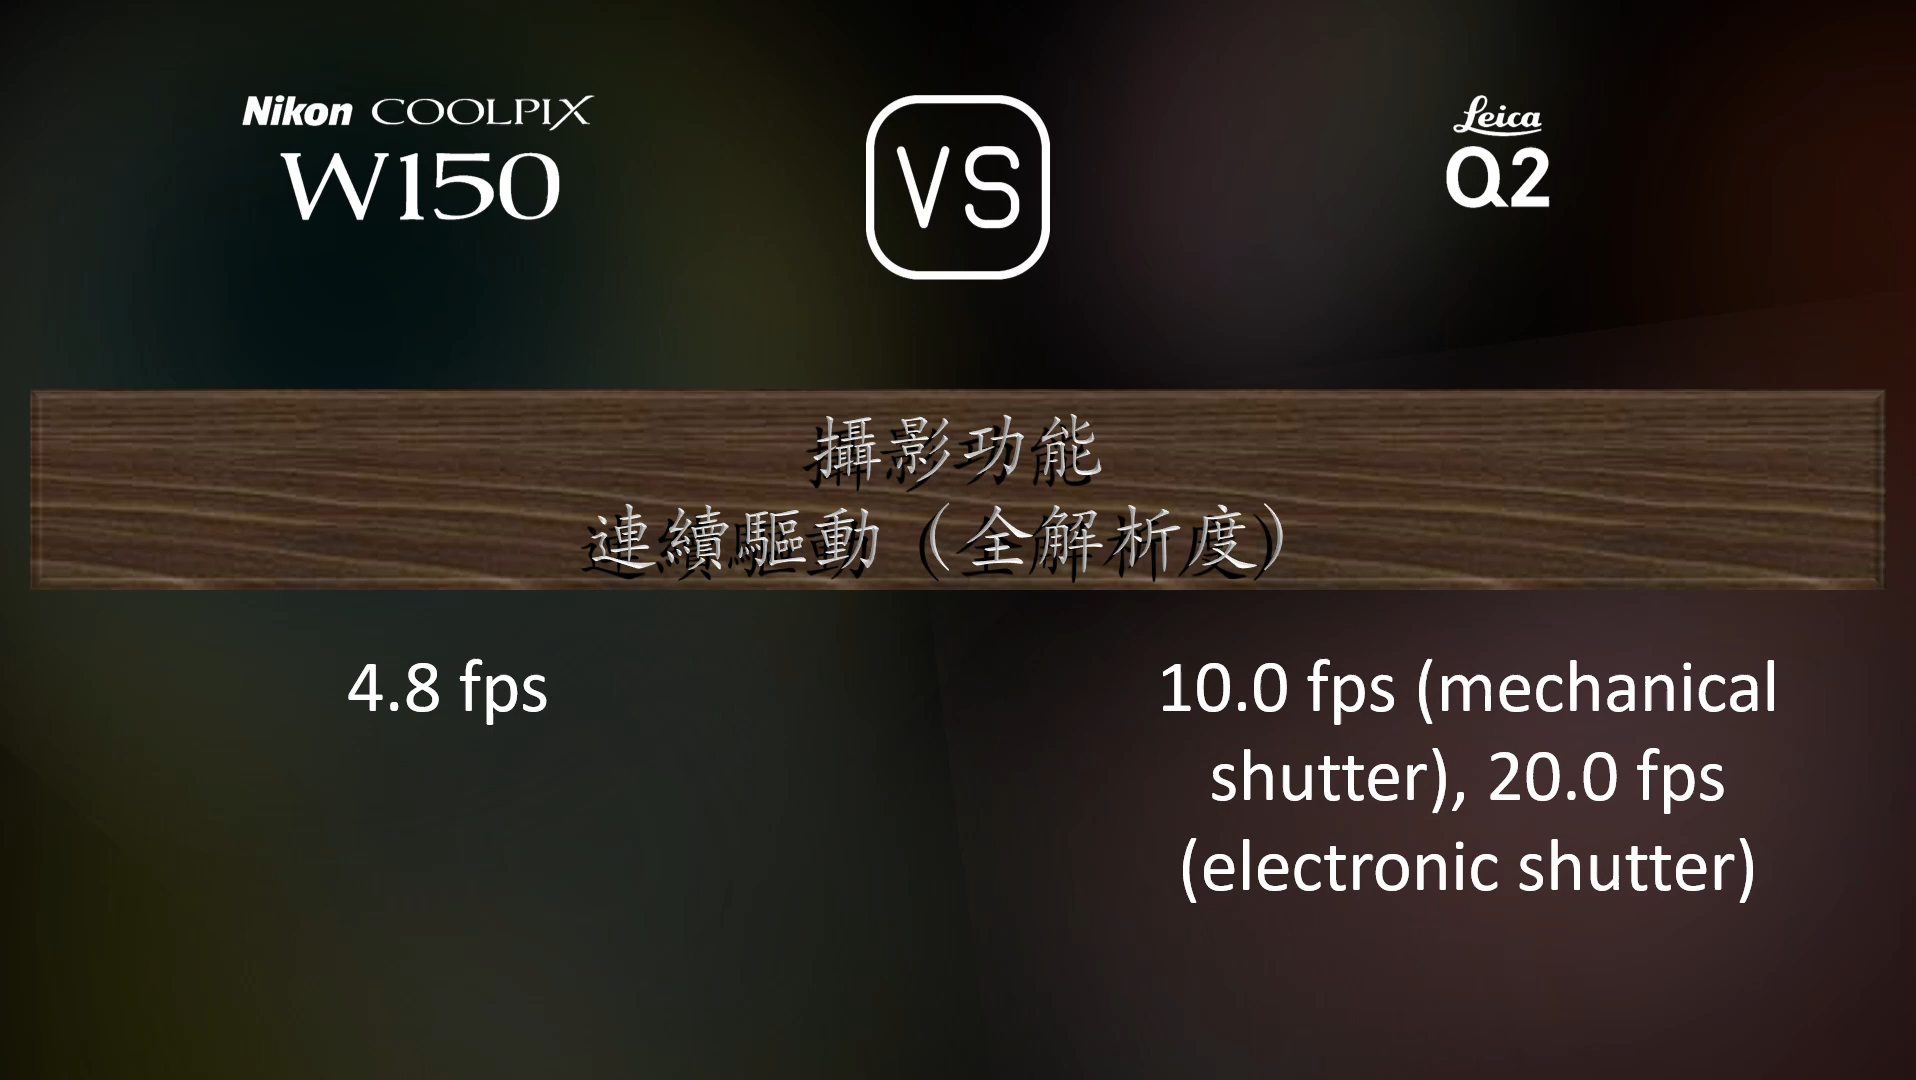 Nikon COOLPIX
W150
VS
Leica
Q2
攝影功能
連續驅動（全解析度）
4.8 fps
10.0 fps (mechanical
shutter), 20.0 fps
(electronic shutter)